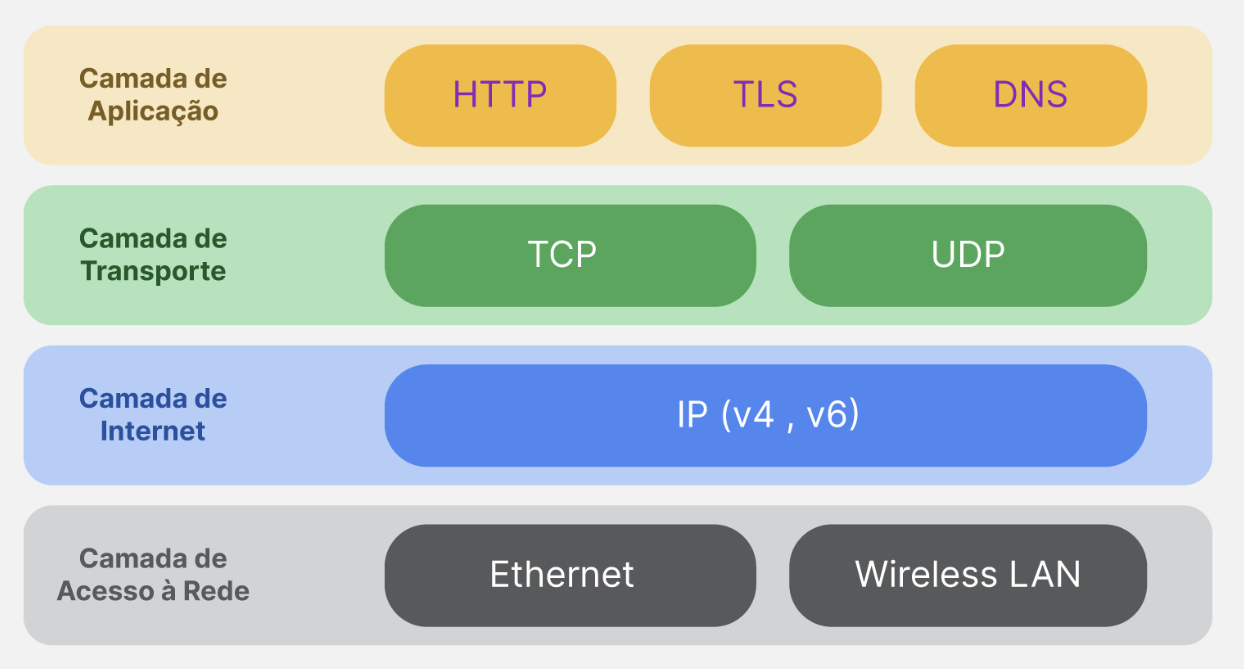 Camada de
Aplicação
HTTP
TLS
DNS
Camada de
Transporte
TCP
UDP
Camada de
Internet
IP (v4 , v6)
Camada de
Acesso à Rede
Ethernet
Wireless LAN